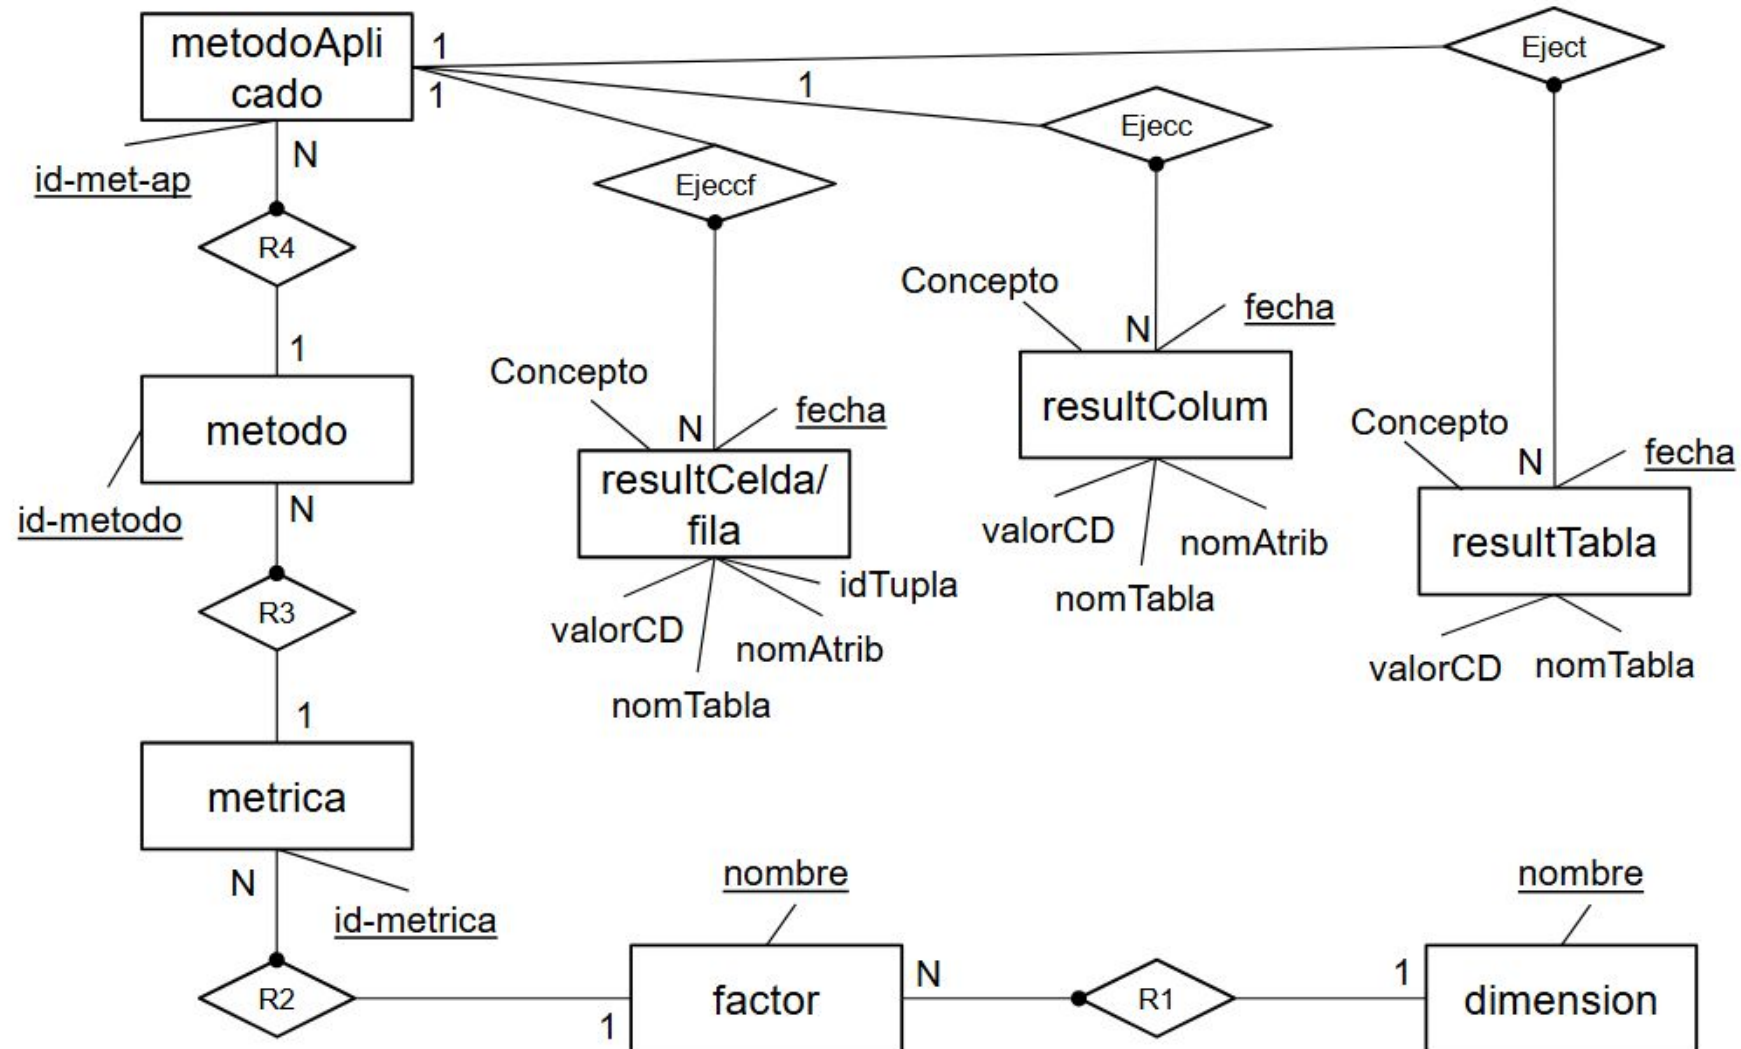 metodoApli
cado
1
1
1
Eject
Ejecc
Ejeccf
N
id-met-ap
R4
1
metodo
id-metodo
N
R3
1
metrica
N
id-metrica
R2
1
Concepto
fecha
N
resultCelda/
fila
valorCD
nomTabla
nomAtrib
idTupla
Concepto
fecha
N
resultColum
valorCD
nomTabla
nomAtrib
Concepto
fecha
N
resultTabla
valorCD
nomTabla
nombre
factor
N
R1
1
nombre
dimension